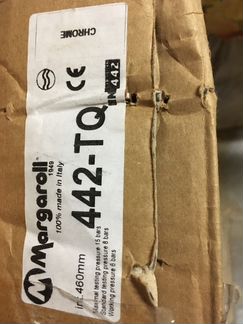 CHROME
CE
442
Margaroli
1949
100% made in Italy
442-TQ
int.460mm
Maximal testing pressure 15 bars
Standard testing pressure 8 bars
Working pressure 6 bars